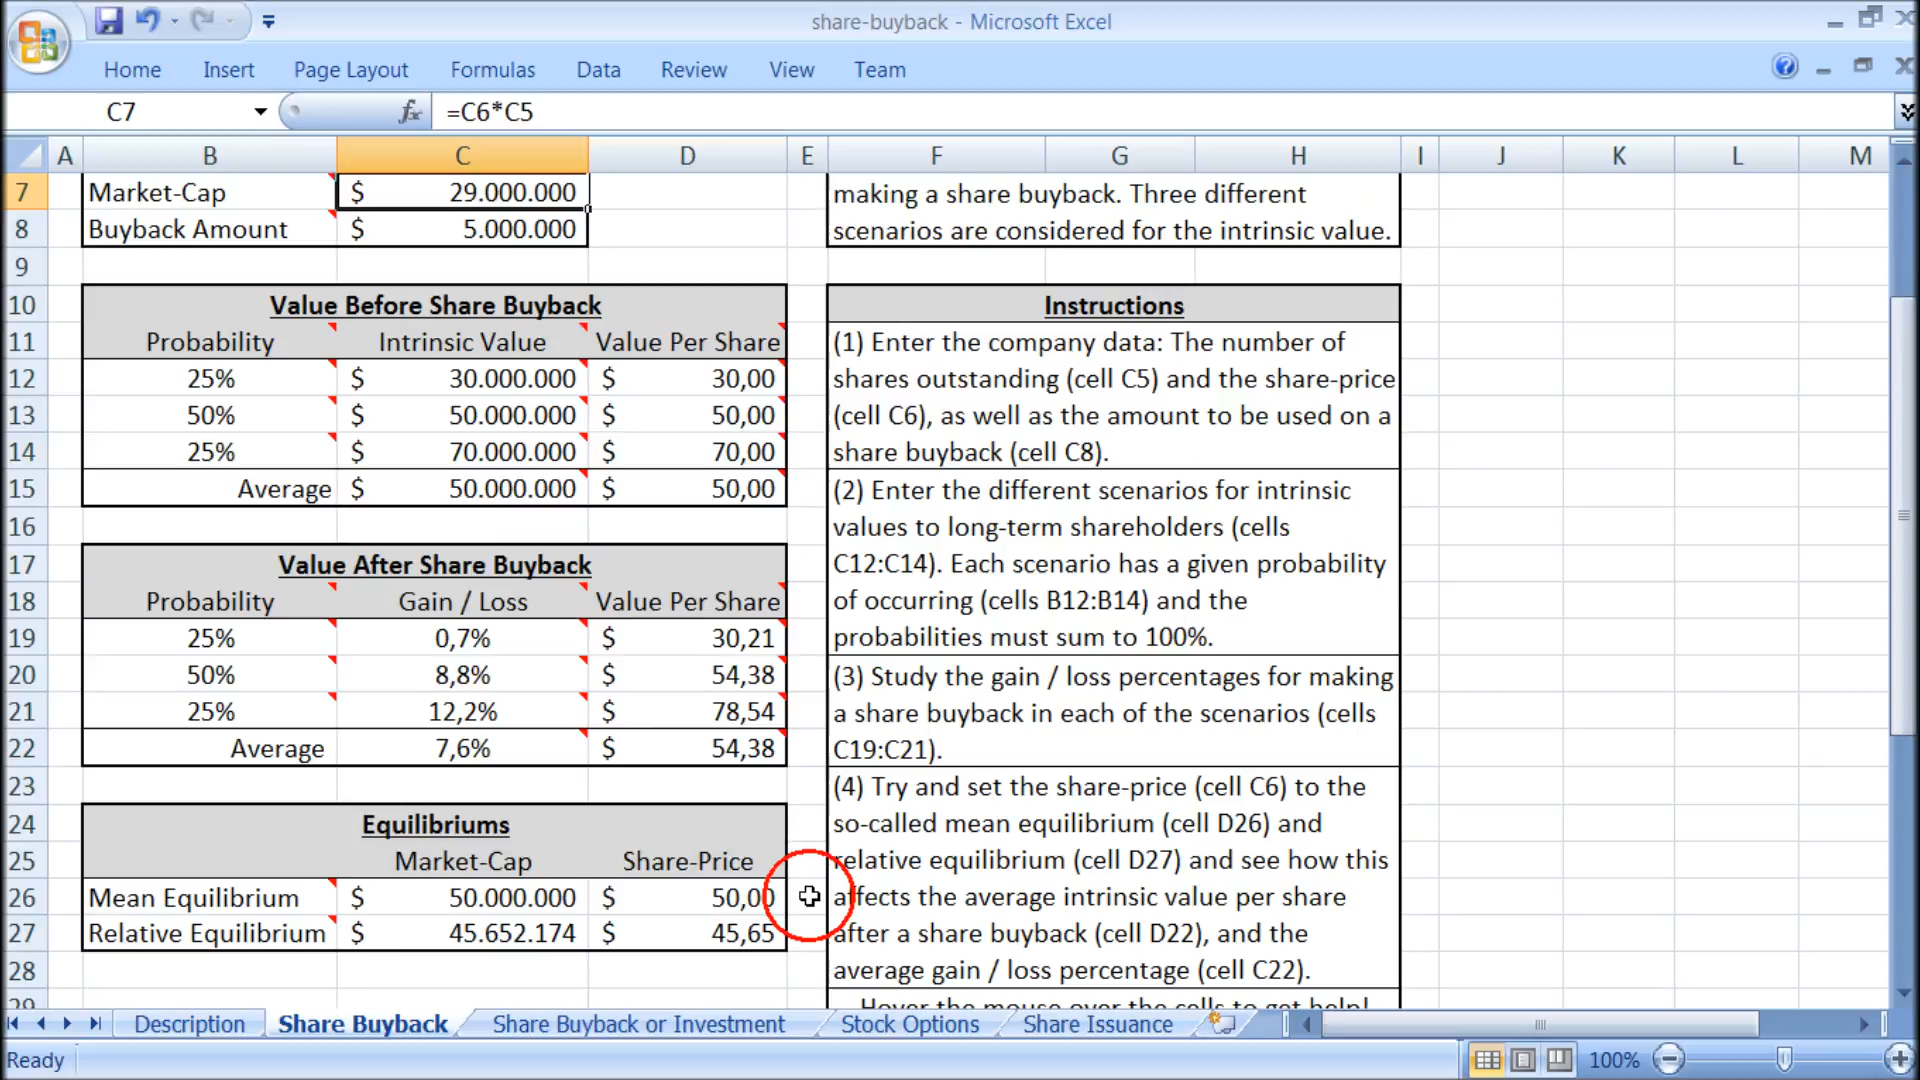 share-buyback - Microsoft Excel
Home Insert Page Layout Formulas Data Review View Team
C7 fx =C6*C5
A B C D E F G H I J K L M
7 Market-Cap $ 29.000.000
8 Buyback Amount $ 5.000.000
9
10 Value Before Share Buyback
11 Probability Intrinsic Value Value Per Share
12 25% $ 30.000.000 $ 30,00
13 50% $ 50.000.000 $ 50,00
14 25% $ 70.000.000 $ 70,00
15 Average $ 50.000.000 $ 50,00
16
17 Value After Share Buyback
18 Probability Gain / Loss Value Per Share
19 25% 0,7% $ 30,21
20 50% 8,8% $ 54,38
21 25% 12,2% $ 78,54
22 Average 7,6% $ 54,38
23
24 Equilibriums
25 Market-Cap Share-Price
26 Mean Equilibrium $ 50.000.000 $ 50,00
27 Relative Equilibrium $ 45.652.174 $ 45,65
28
29
making a share buyback. Three different
scenarios are considered for the intrinsic value.
Instructions
(1) Enter the company data: The number of
shares outstanding (cell C5) and the share-price
(cell C6), as well as the amount to be used on a
share buyback (cell C8).
(2) Enter the different scenarios for intrinsic
values to long-term shareholders (cells
C12:C14). Each scenario has a given probability
of occurring (cells B12:B14) and the
probabilities must sum to 100%.
(3) Study the gain / loss percentages for making
a share buyback in each of the scenarios (cells
C19:C21).
(4) Try and set the share-price (cell C6) to the
so-called mean equilibrium (cell D26) and
relative equilibrium (cell D27) and see how this
affects the average intrinsic value per share
after a share buyback (cell D22), and the
average gain / loss percentage (cell C22).
Hover the mouse over the cells to get help!
Description Share Buyback Share Buyback or Investment Stock Options Share Issuance
Ready 100%